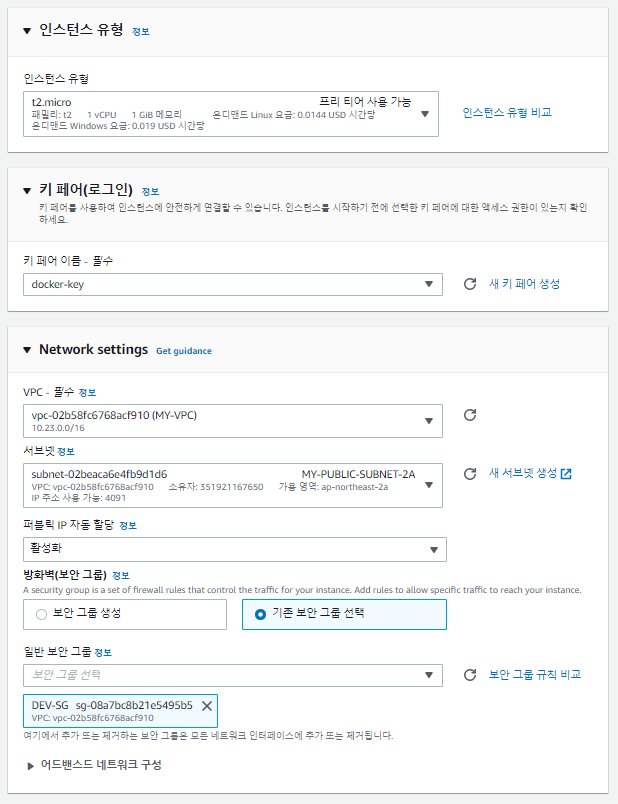 인스턴스 유형 정보
인스턴스 유형
t2.micro 프리 티어 사용 가능
패밀리: t2 1 vCPU 1 GiB 메모리 온디맨드 Linux 요금: 0.0144 USD 시간당
온디맨드 Windows 요금: 0.019 USD 시간당
인스턴스 유형 비교
키 페어(로그인) 정보
키 페어를 사용하여 인스턴스에 안전하게 연결할 수 있습니다. 인스턴스를 시작하기 전에 선택한 키 페어에 대한 액세스 권한이 있는지 확인
하세요.
키 페어 이름 - 필수
docker-key
새 키 페어 생성
Network settings Get guidance
VPC - 필수 정보
vpc-02b58fc6768acf910 (MY-VPC)
10.23.0.0/16
서브넷 정보
subnet-02beaca6e4fb9d1d6 MY-PUBLIC-SUBNET-2A
VPC: vpc-02b58fc6768acf910 소유자: 351921167650 가용 영역: ap-northeast-2a
IP 주소 사용 가능: 4091
새 서브넷 생성
퍼블릭 IP 자동 할당 정보
활성화
방화벽(보안 그룹) 정보
A security group is a set of firewall rules that control the traffic for your instance. Add rules to allow specific traffic to reach your instance.
보안 그룹 생성
기존 보안 그룹 선택
일반 보안 그룹 정보
보안 그룹 선택
보안 그룹 규칙 비교
DEV-SG sg-08a7bc8b21e5495b5
VPC: vpc-02b58fc6768acf910
여기에서 추가 또는 제거하는 보안 그룹은 모든 네트워크 인터페이스에 추가 또는 제거됩니다.
어드밴스드 네트워크 구성